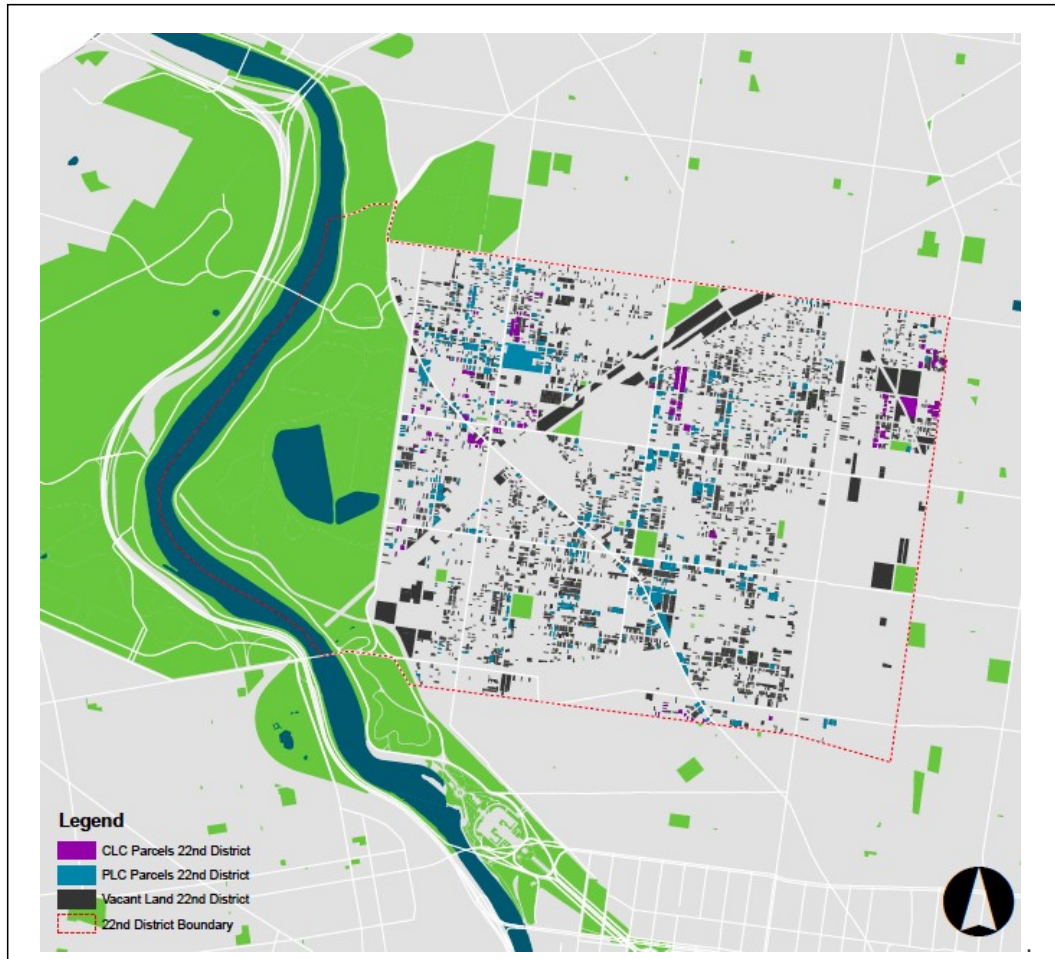 Legend
CLC Parcels 22nd District
PLC Parcels 22nd District
Vacant Land 22nd District
22nd District Boundary